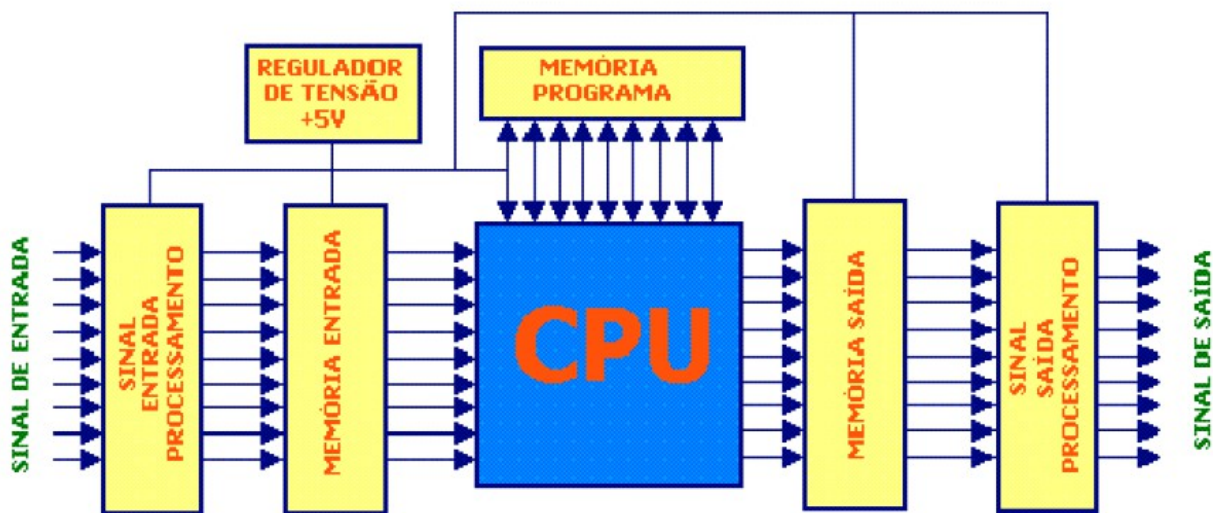 REGULADOR
DE TENSÃO
+5V
MEMÓRIA
PROGRAMA
SINAL DE ENTRADA
SINAL
ENTRADA
PROCESSAMENTO
MEMÓRIA ENTRADA
CPU
MEMÓRIA SAÍDA
SINAL
SAÍDA
PROCESSAMENTO
SINAL DE SAÍDA